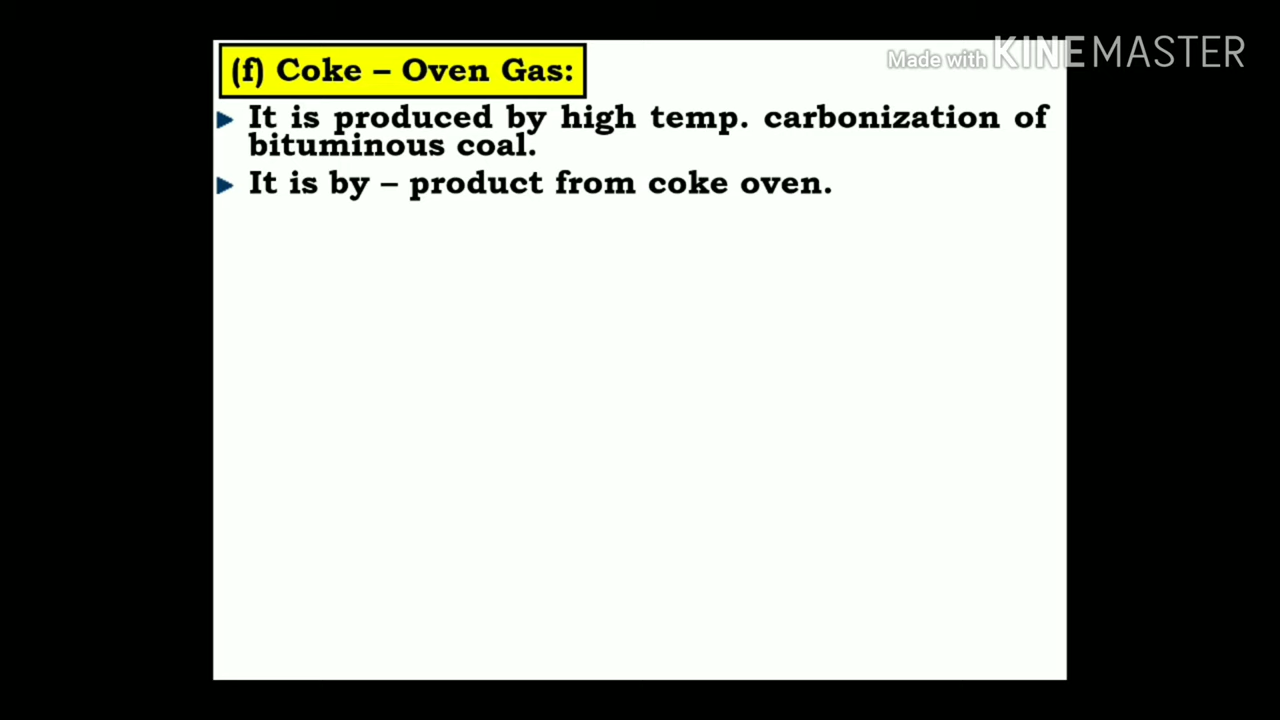 Made with KINEMASTER
(f) Coke – Oven Gas:
It is produced by high temp. carbonization of
bituminous coal.
It is by – product from coke oven.